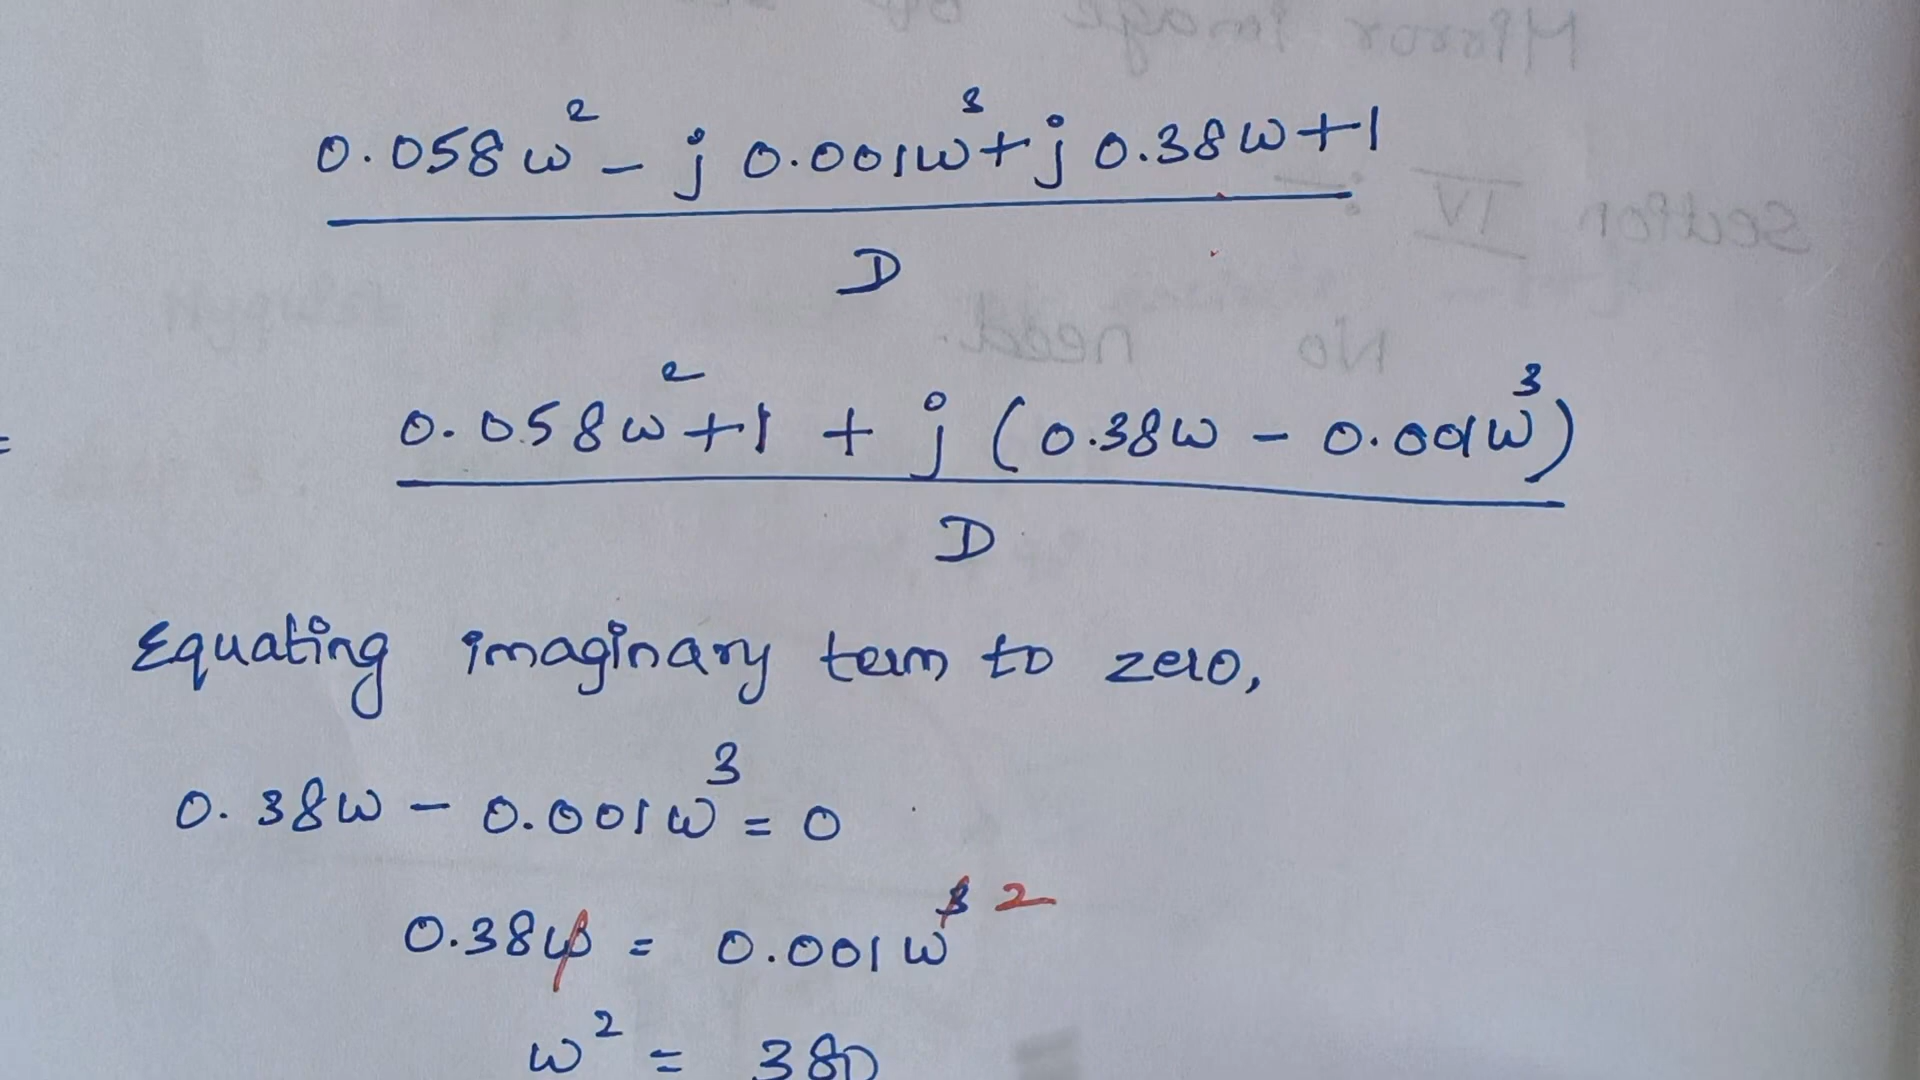 0.058ω² - j 0.001ω³ + j 0.38ω + 1
D
= 0.058ω² + 1 + j (0.38ω - 0.001ω³)
D
Equating imaginary term to zero,
0.38ω - 0.001ω³ = 0
0.38ω = 0.001ω³ 2
ω² = 380